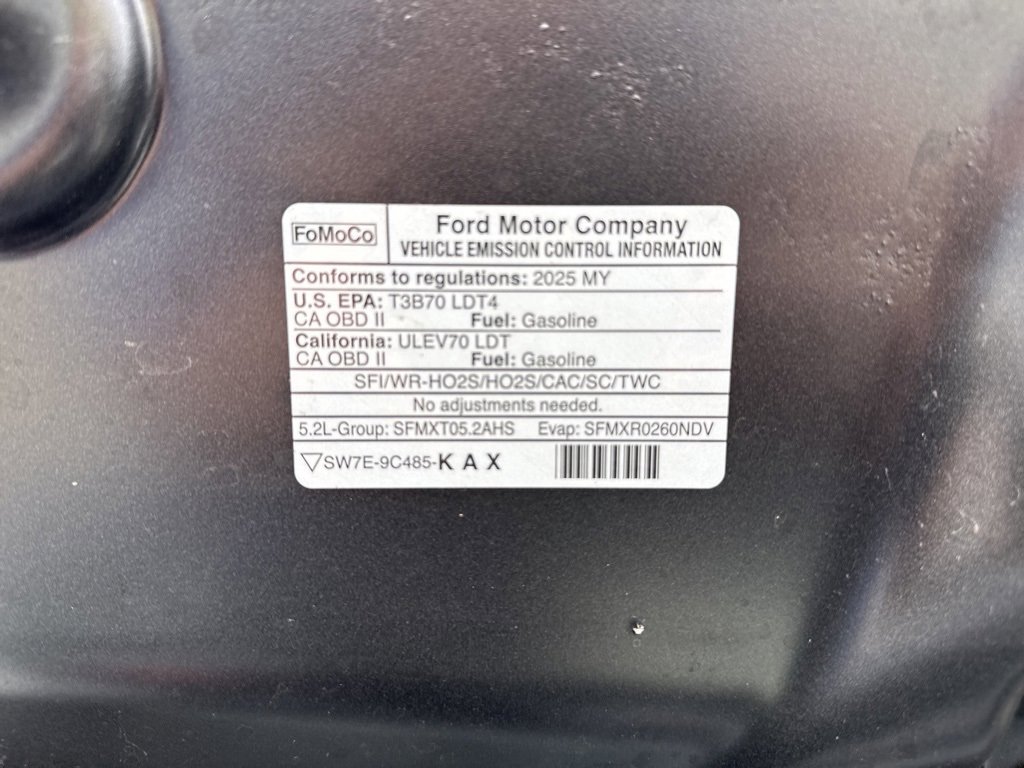 FoMoCo
Ford Motor Company
VEHICLE EMISSION CONTROL INFORMATION
Conforms to regulations: 2025 MY
U.S. EPA: T3B70 LDT4
CA OBD II Fuel: Gasoline
California: ULEV70 LDT
CA OBD II Fuel: Gasoline
SFI/WR-HO2S/HO2S/CAC/SC/TWC
No adjustments needed.
5.2L-Group: SFMXT05.2AHS Evap: SFMXR0260NDV
SW7E-9C485-K A X